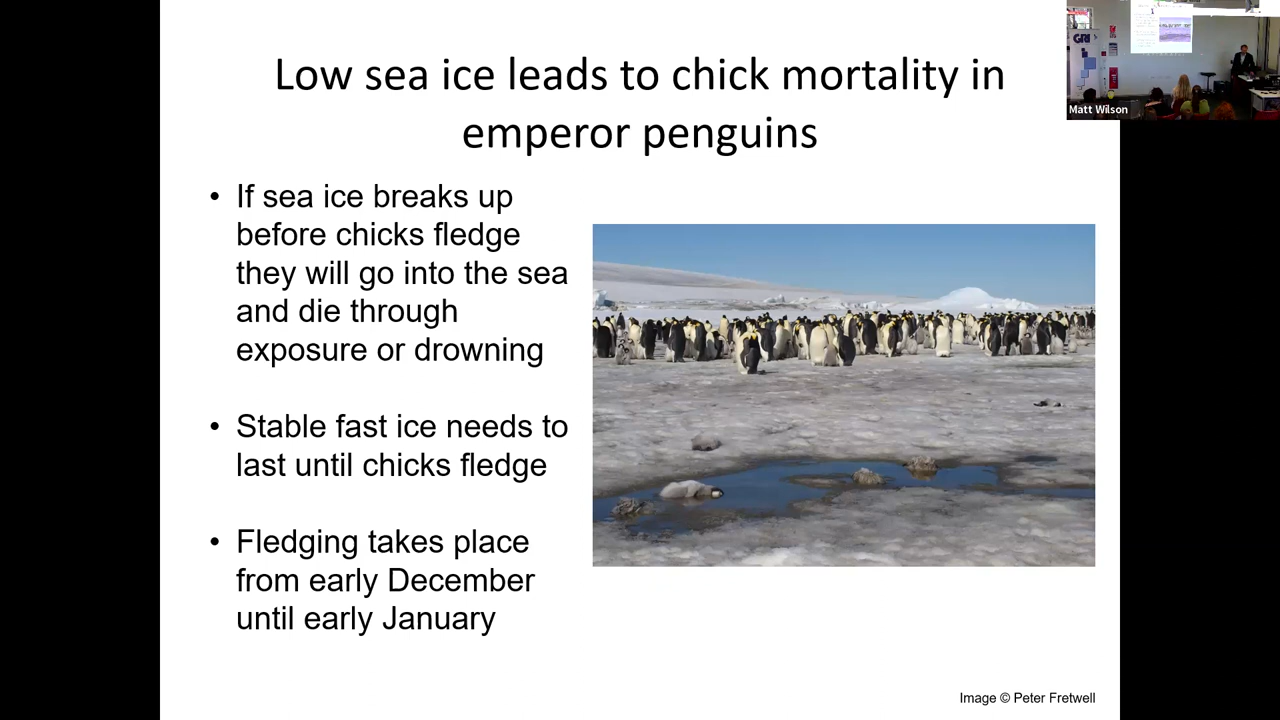 Low sea ice leads to chick mortality in
emperor penguins
• If sea ice breaks up
before chicks fledge
they will go into the sea
and die through
exposure or drowning
• Stable fast ice needs to
last until chicks fledge
• Fledging takes place
from early December
until early January
Image © Peter Fretwell
GRI
Matt Wilson